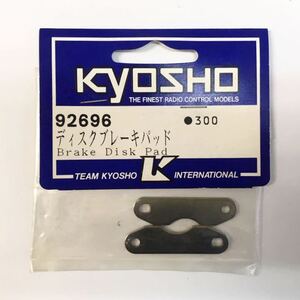 KYOSHO
THE FINEST RADIO CONTROL MODELS
92696
●300
ディスクブレーキパッド
Brake Disk Pad
TEAM KYOSHO K INTERNATIONAL